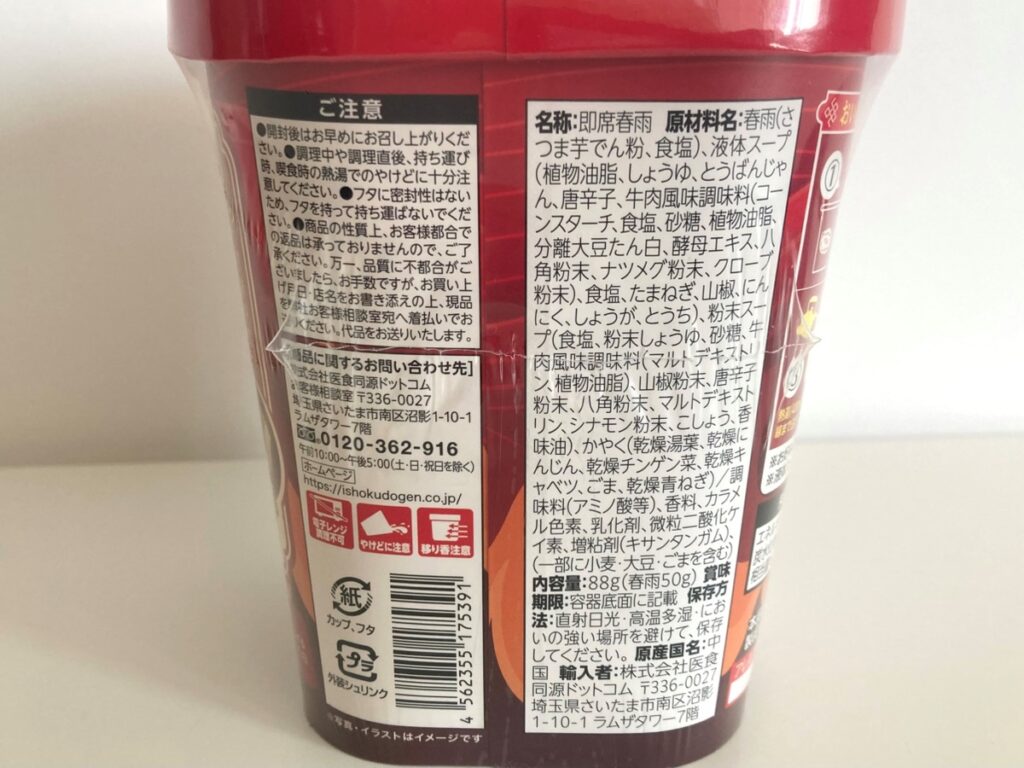 ご注意
●開封後はお早めにお召し上がりくだ
さい。●調理中や調理直後、持ち運び
時、喫食時の熱湯でのやけどに十分注
意してください。●フタに密封性はない
ため、フタを持って持ち運ばないでくだ
さい。●商品の性質上、お客様都合で
の返品は承っておりませんので、ご了
承ください。万一、品質に不都合がご
ざいましたら、お手数ですが、お買い上
げ月日・店名をお書き添えの上、現品
お客様相談室宛へ着払いでお
ください。代品をお送りいたします。
商品に関するお問い合わせ先]
株式会社医食同源ドットコム
お客様相談室 〒336-0027
埼玉県さいたま市南区沼影1-10-1
ラムザタワー7階
0120-362-916
午前10:00〜午後5:00(土・日・祝日を除く)
ホームページ
https://ishokudogen.co.jp/
電子レンジ
調理不可
やけどに注意
移り香注意
紙
カップ、フタ
プラ
外装シュリンク
4 562355 175391
※写真・イラストはイメージです
名称:即席春雨 原材料名:春雨(さ
つま芋でん粉、食塩)、液体スープ
(植物油脂、しょうゆ、とうばんじゃ
ん、唐辛子、牛肉風味調味料(コー
ンスターチ、食塩、砂糖、植物油脂、
分離大豆たん白、酵母エキス、八
角粉末、ナツメグ粉末、クローブ
粉末)、食塩、たまねぎ、山椒、にん
にく、しょうが、とうち)、粉末スー
プ(食塩、粉末しょうゆ、砂糖、牛
肉風味調味料(マルトデキストリ
ン、植物油脂)、山椒粉末、唐辛子
粉末、八角粉末、マルトデキスト
リン、シナモン粉末、こしょう、香
味油)、かやく(乾燥湯葉、乾燥に
んじん、乾燥チンゲン菜、乾燥キ
ャベツ、ごま、乾燥青ねぎ)/調
味料(アミノ酸等)、香料、カラメ
ル色素、乳化剤、微粒二酸化ケ
イ素、増粘剤(キサンタンガム)、
(一部に小麦・大豆・ごまを含む)
内容量:88g(春雨50g) 賞味
期限:容器底面に記載 保存方
法:直射日光・高温多湿・にお
いの強い場所を避けて、保存
してください。 原産国名:中
国 輸入者:株式会社医食
同源ドットコム 〒336-0027
埼玉県さいたま市南区沼影
1-10-1 ラムザタワー7階
①
③